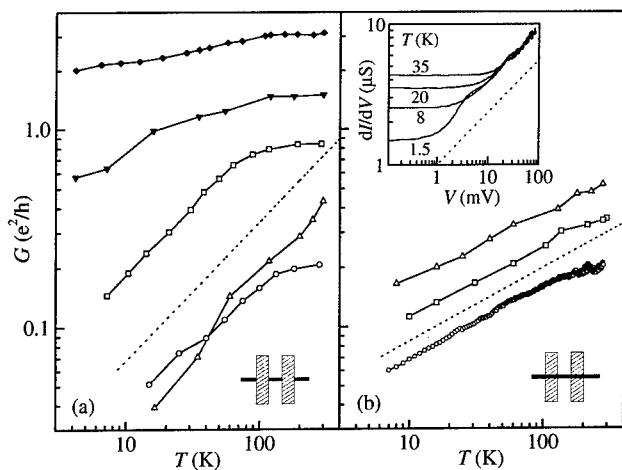 G (e²/h)
1.0
0.1
(a)
10
100
T (K)
dI/dV (μS)
10
1
T (K)
35
20
8
1.5
1
10
100
V (mV)
(b)
10
100
T (K)